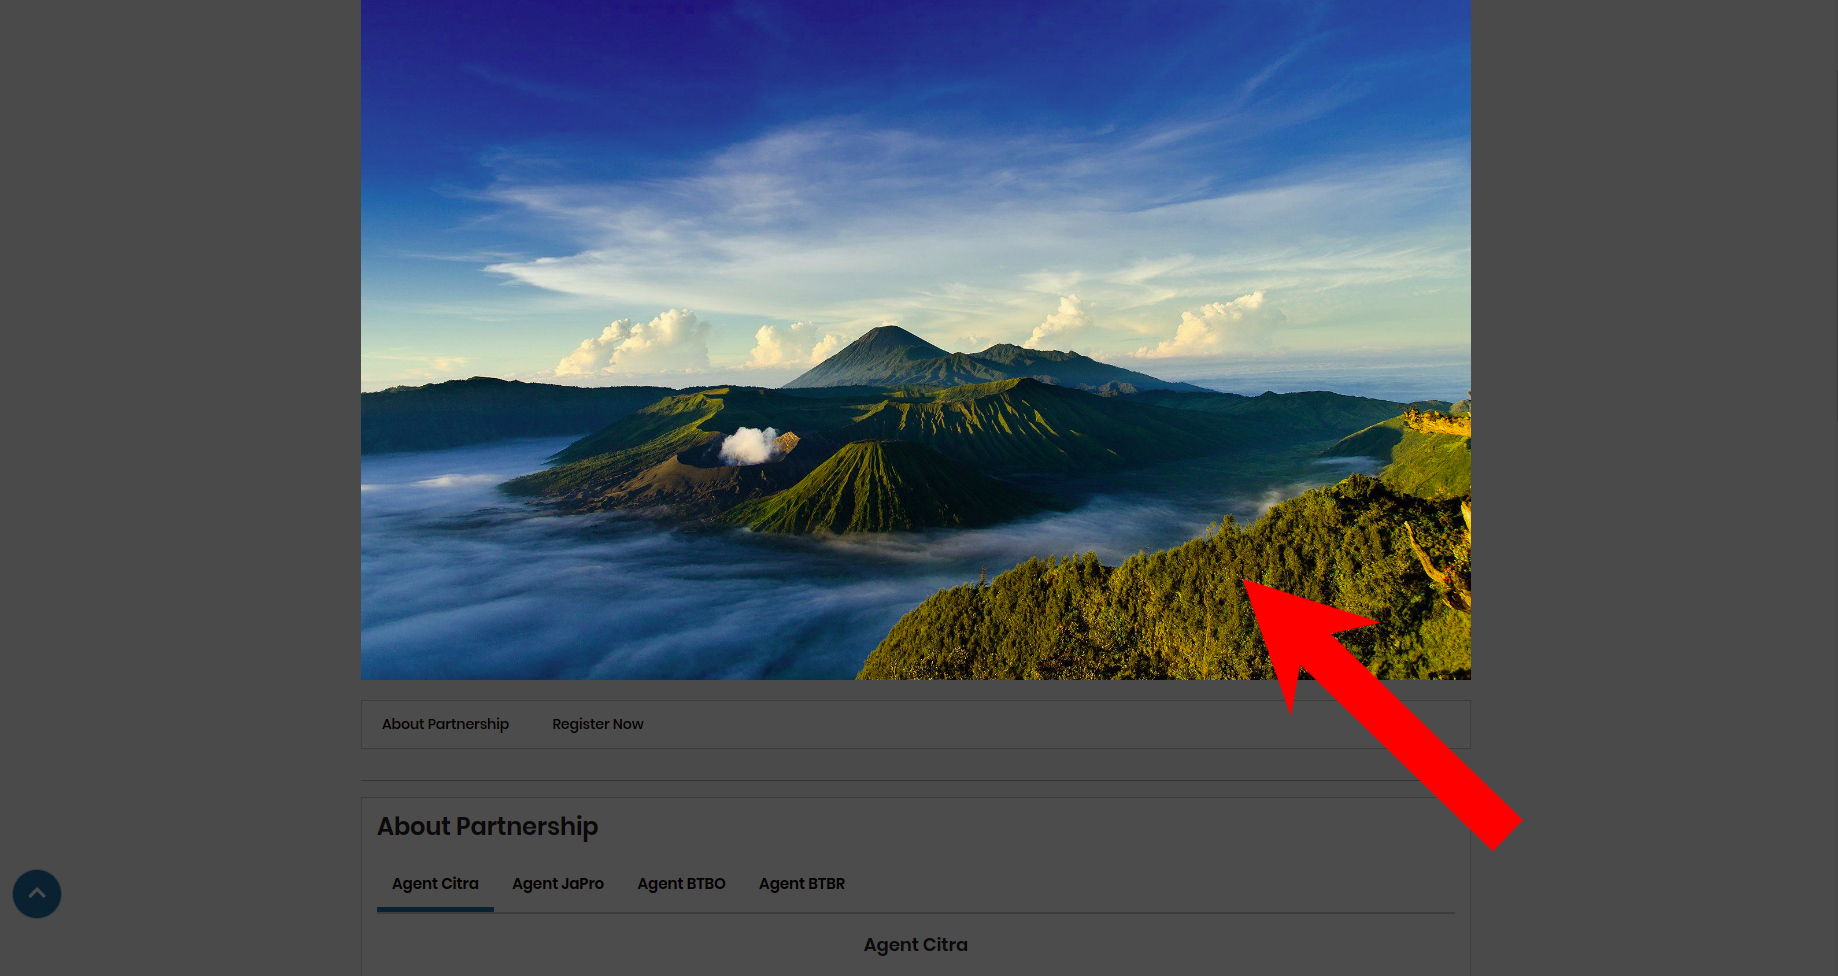 About Partnership Register Now
About Partnership
Agent Citra Agent JaPro Agent BTBO Agent BTBR
Agent Citra